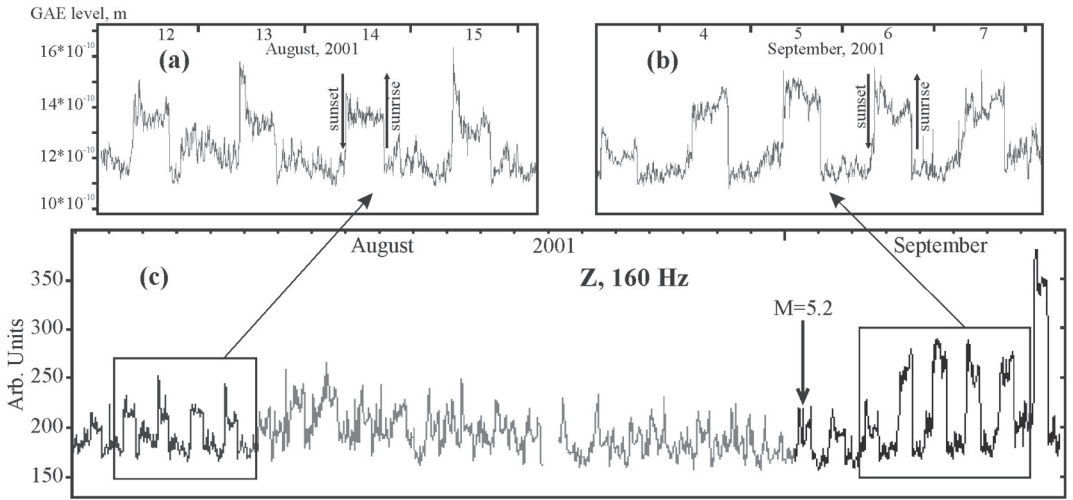 GAE level, m
16*10-10
14*10-10
12*10-10
10*10-10
12 13 14 15
August, 2001
(a)
sunset
sunrise
4 5 6 7
September, 2001
(b)
sunset
sunrise
August 2001 September
(c)
Z, 160 Hz
M=5.2
Arb. Units
350
300
250
200
150